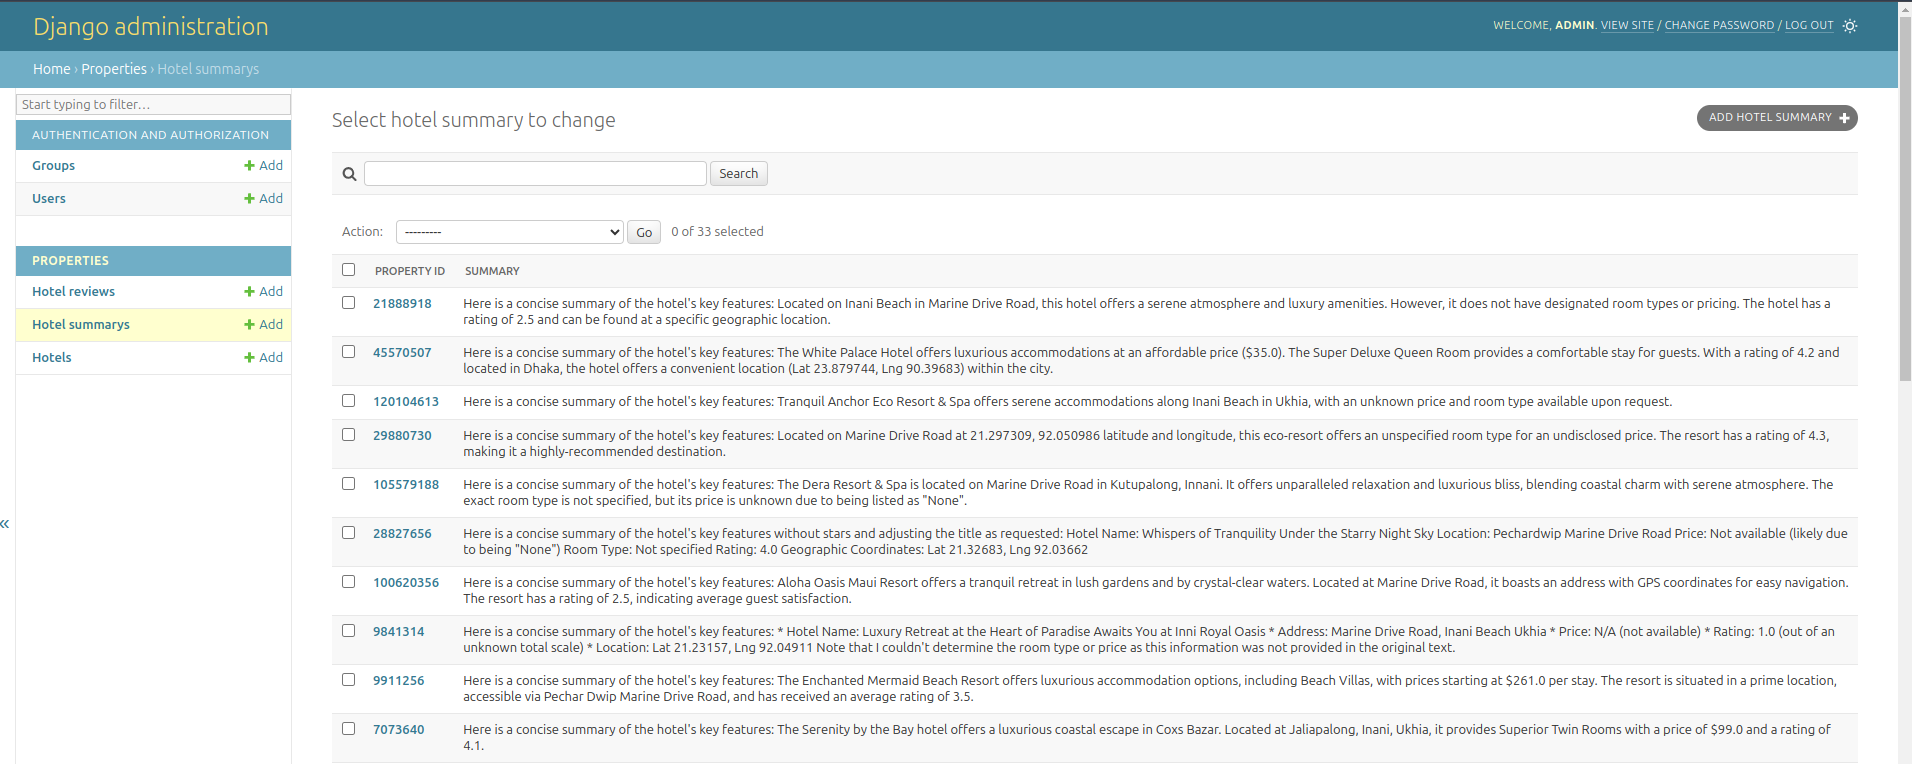 Django administration
WELCOME, ADMIN. VIEW SITE / CHANGE PASSWORD / LOG OUT
Home › Properties › Hotel summarys
Start typing to filter…
AUTHENTICATION AND AUTHORIZATION
Groups + Add
Users + Add
PROPERTIES
Hotel reviews + Add
Hotel summarys + Add
Hotels + Add
«
Select hotel summary to change
ADD HOTEL SUMMARY +
Search
Action: --------- Go 0 of 33 selected
PROPERTY ID SUMMARY
21888918 Here is a concise summary of the hotel's key features: Located on Inani Beach in Marine Drive Road, this hotel offers a serene atmosphere and luxury amenities. However, it does not have designated room types or pricing. The hotel has a
rating of 2.5 and can be found at a specific geographic location.
45570507 Here is a concise summary of the hotel's key features: The White Palace Hotel offers luxurious accommodations at an affordable price ($35.0). The Super Deluxe Queen Room provides a comfortable stay for guests. With a rating of 4.2 and
located in Dhaka, the hotel offers a convenient location (Lat 23.879744, Lng 90.39683) within the city.
120104613 Here is a concise summary of the hotel's key features: Tranquil Anchor Eco Resort & Spa offers serene accommodations along Inani Beach in Ukhia, with an unknown price and room type available upon request.
29880730 Here is a concise summary of the hotel's key features: Located on Marine Drive Road at 21.297309, 92.050986 latitude and longitude, this eco-resort offers an unspecified room type for an undisclosed price. The resort has a rating of 4.3,
making it a highly-recommended destination.
105579188 Here is a concise summary of the hotel's key features: The Dera Resort & Spa is located on Marine Drive Road in Kutupalong, Innani. It offers unparalleled relaxation and luxurious bliss, blending coastal charm with serene atmosphere. The
exact room type is not specified, but its price is unknown due to being listed as "None".
28827656 Here is a concise summary of the hotel's key features without stars and adjusting the title as requested: Hotel Name: Whispers of Tranquility Under the Starry Night Sky Location: Pechardwip Marine Drive Road Price: Not available (likely due
to being "None") Room Type: Not specified Rating: 4.0 Geographic Coordinates: Lat 21.32683, Lng 92.03662
100620356 Here is a concise summary of the hotel's key features: Aloha Oasis Maui Resort offers a tranquil retreat in lush gardens and by crystal-clear waters. Located at Marine Drive Road, it boasts an address with GPS coordinates for easy navigation.
The resort has a rating of 2.5, indicating average guest satisfaction.
9841314 Here is a concise summary of the hotel's key features: * Hotel Name: Luxury Retreat at the Heart of Paradise Awaits You at Inni Royal Oasis * Address: Marine Drive Road, Inani Beach Ukhia * Price: N/A (not available) * Rating: 1.0 (out of an
unknown total scale) * Location: Lat 21.23157, Lng 92.04911 Note that I couldn't determine the room type or price as this information was not provided in the original text.
9911256 Here is a concise summary of the hotel's key features: The Enchanted Mermaid Beach Resort offers luxurious accommodation options, including Beach Villas, with prices starting at $261.0 per stay. The resort is situated in a prime location,
accessible via Pechar Dwip Marine Drive Road, and has received an average rating of 3.5.
7073640 Here is a concise summary of the hotel's key features: The Serenity by the Bay hotel offers a luxurious coastal escape in Coxs Bazar. Located at Jaliapalong, Inani, Ukhia, it provides Superior Twin Rooms with a price of $99.0 and a rating of
4.1.